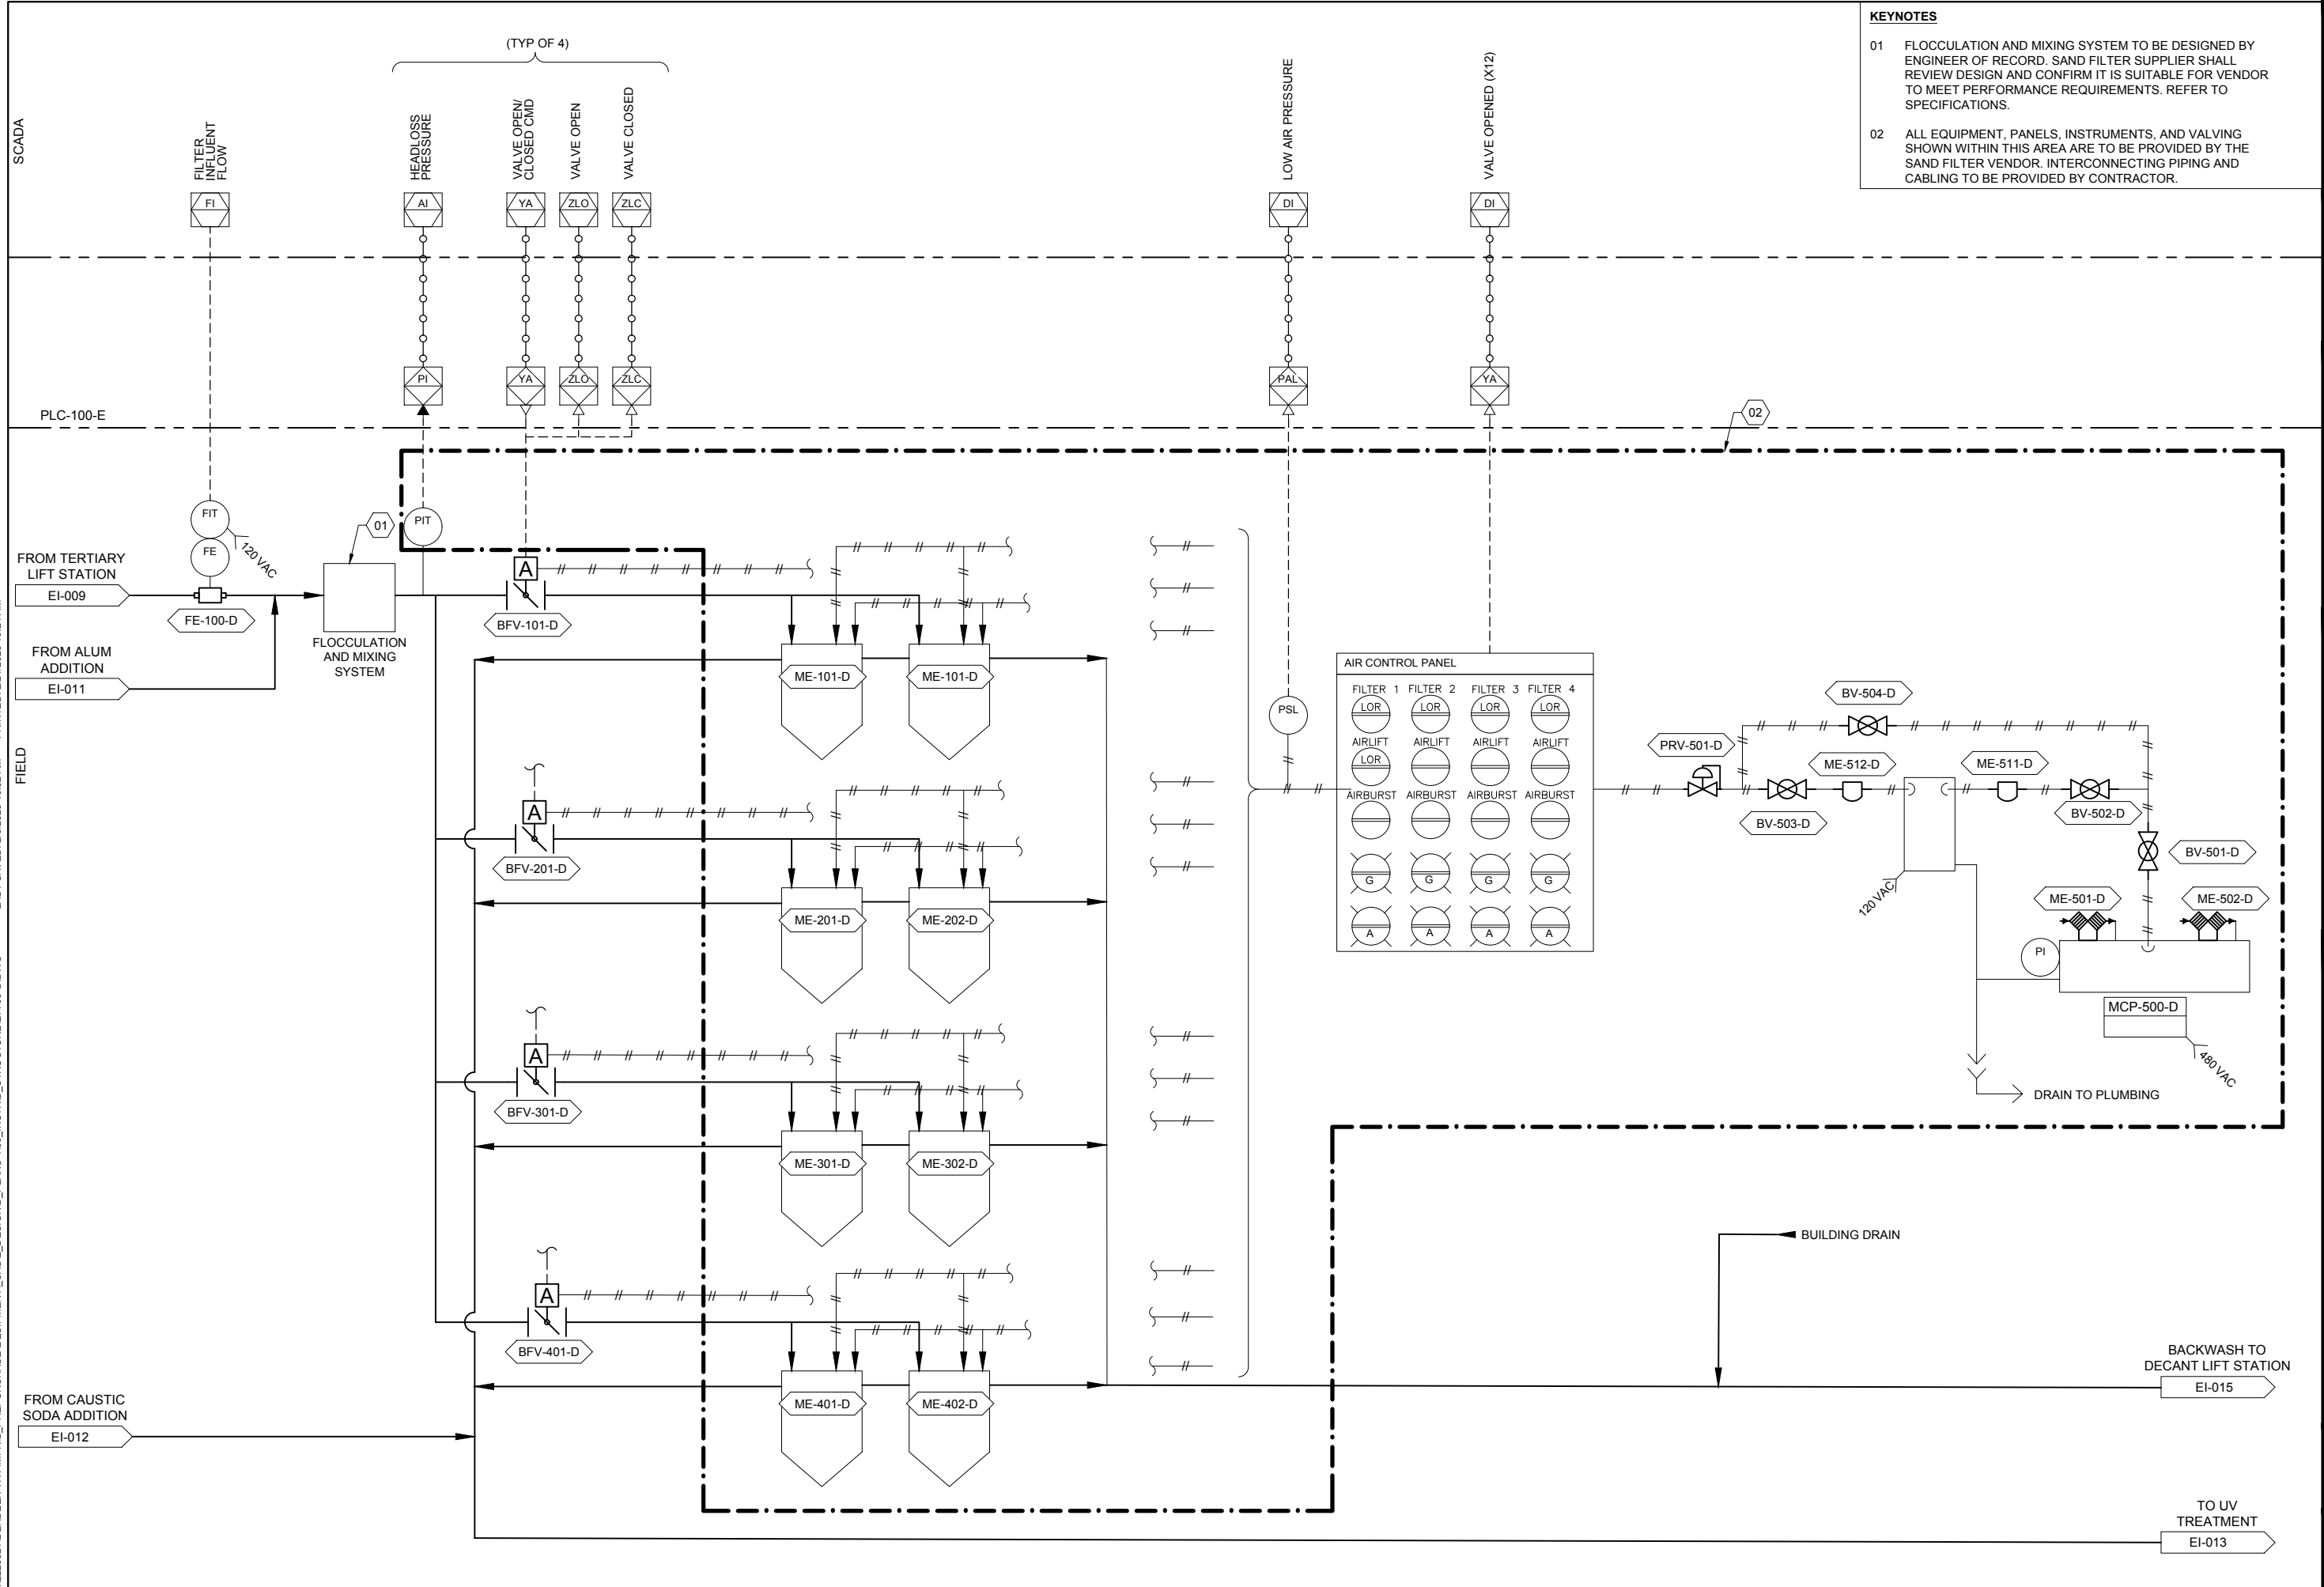 KEYNOTES
01 FLOCCULATION AND MIXING SYSTEM TO BE DESIGNED BY
ENGINEER OF RECORD. SAND FILTER SUPPLIER SHALL
REVIEW DESIGN AND CONFIRM IT IS SUITABLE FOR VENDOR
TO MEET PERFORMANCE REQUIREMENTS. REFER TO
SPECIFICATIONS.
02 ALL EQUIPMENT, PANELS, INSTRUMENTS, AND VALVING
SHOWN WITHIN THIS AREA ARE TO BE PROVIDED BY THE
SAND FILTER VENDOR. INTERCONNECTING PIPING AND
CABLING TO BE PROVIDED BY CONTRACTOR.
(TYP OF 4)
SCADA
FILTER
INFLUENT
FLOW
HEADLOSS
PRESSURE
VALVE OPEN/
CLOSED CMD
VALVE OPEN
VALVE CLOSED
LOW AIR PRESSURE
VALVE OPENED (X12)
FI
AI
YA
ZLO
ZLC
DI
DI
PI
YA
ZLO
ZLC
PAL
YA
PLC-100-E
02
FIELD
FIT
FE
120 VAC
01
PIT
FROM TERTIARY
LIFT STATION
EI-009
FE-100-D
FROM ALUM
ADDITION
EI-011
FLOCCULATION
AND MIXING
SYSTEM
A
BFV-101-D
ME-101-D
ME-101-D
A
BFV-201-D
ME-201-D
ME-202-D
A
BFV-301-D
ME-301-D
ME-302-D
A
BFV-401-D
ME-401-D
ME-402-D
PSL
AIR CONTROL PANEL
FILTER 1 FILTER 2 FILTER 3 FILTER 4
LOR LOR LOR LOR
AIRLIFT AIRLIFT AIRLIFT AIRLIFT
LOR
AIRBURST AIRBURST AIRBURST AIRBURST
G G G G
A A A A
PRV-501-D
BV-504-D
ME-512-D
BV-503-D
ME-511-D
BV-502-D
BV-501-D
120 VAC
ME-501-D
ME-502-D
PI
MCP-500-D
480 VAC
DRAIN TO PLUMBING
BUILDING DRAIN
BACKWASH TO
DECANT LIFT STATION
EI-015
FROM CAUSTIC
SODA ADDITION
EI-012
TO UV
TREATMENT
EI-013